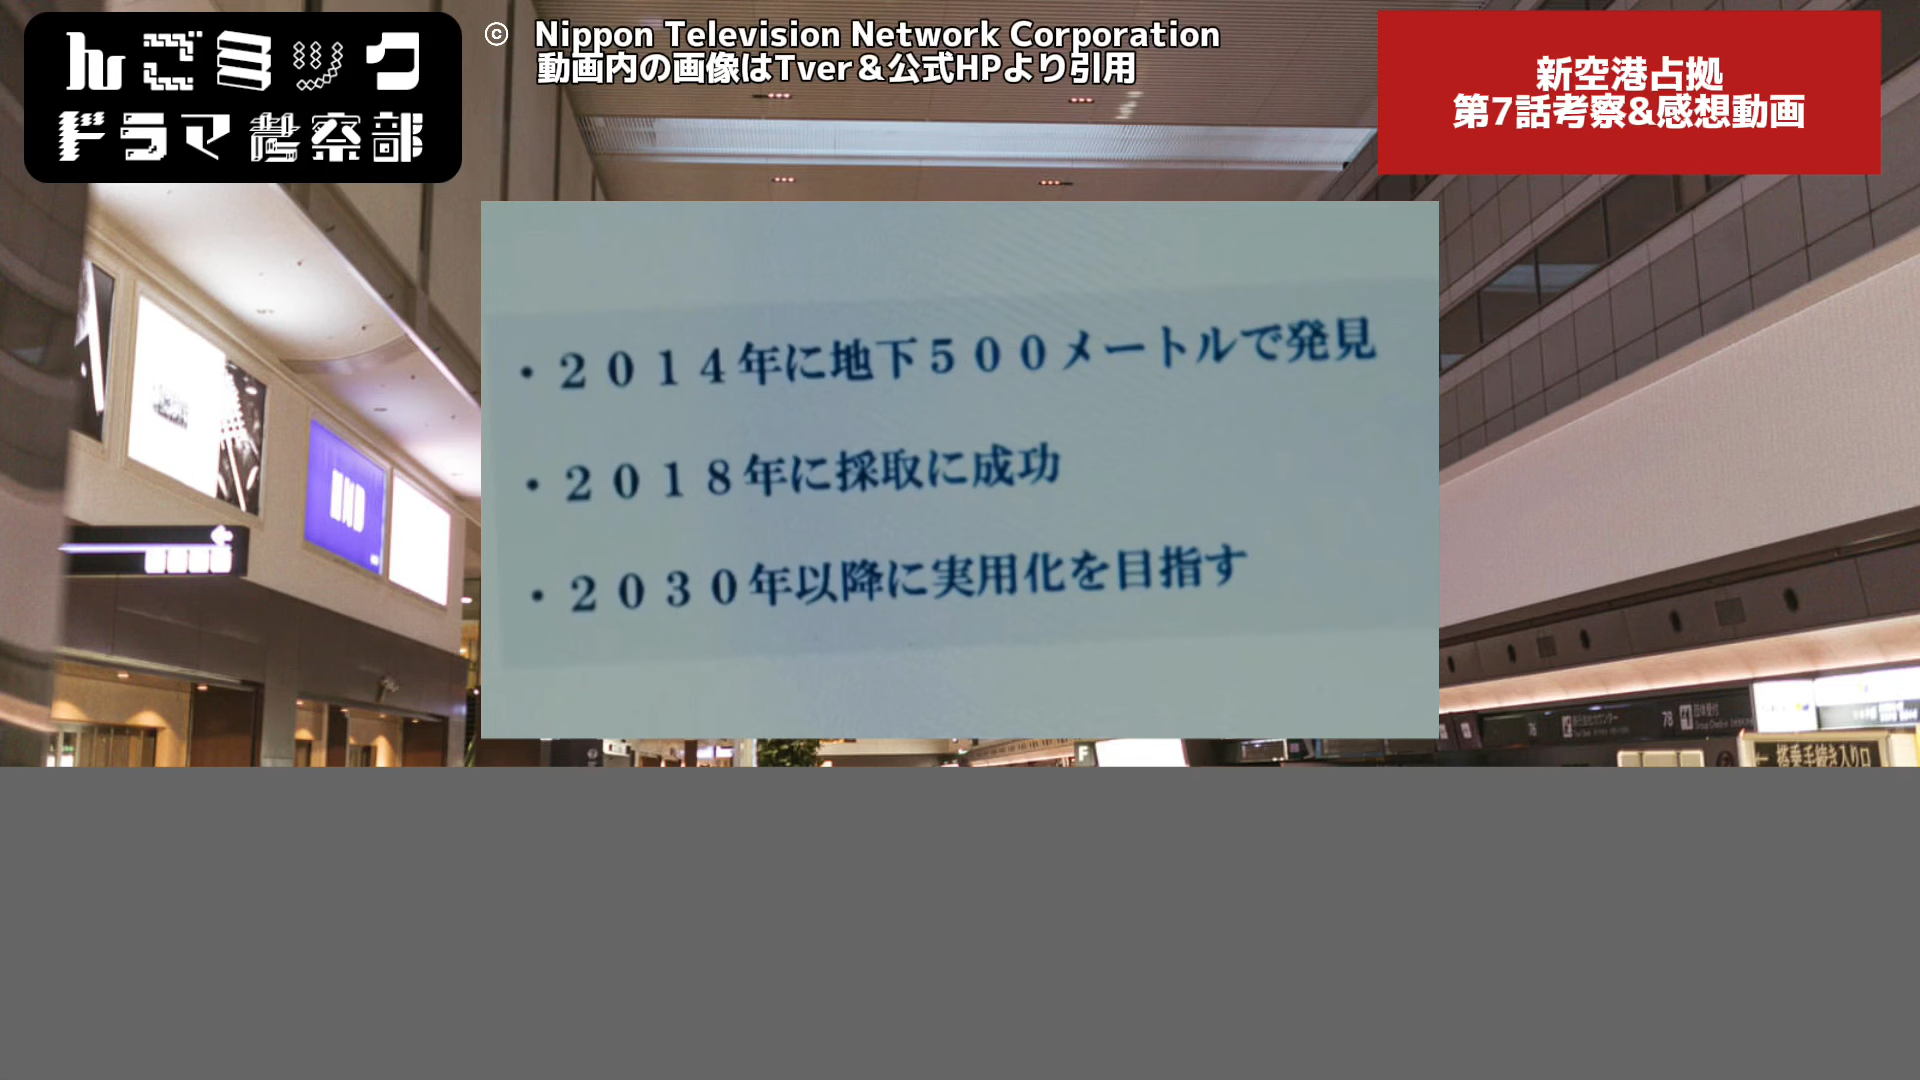 hrごミック
ドラマ考察部
© Nippon Television Network Corporation
動画内の画像はTver＆公式HPより引用
新空港占拠
第7話考察&感想動画
・２０１４年に地下５００メートルで発見
・２０１８年に採取に成功
・２０３０年以降に実用化を目指す
78
F
← 搭乗手続き入り口